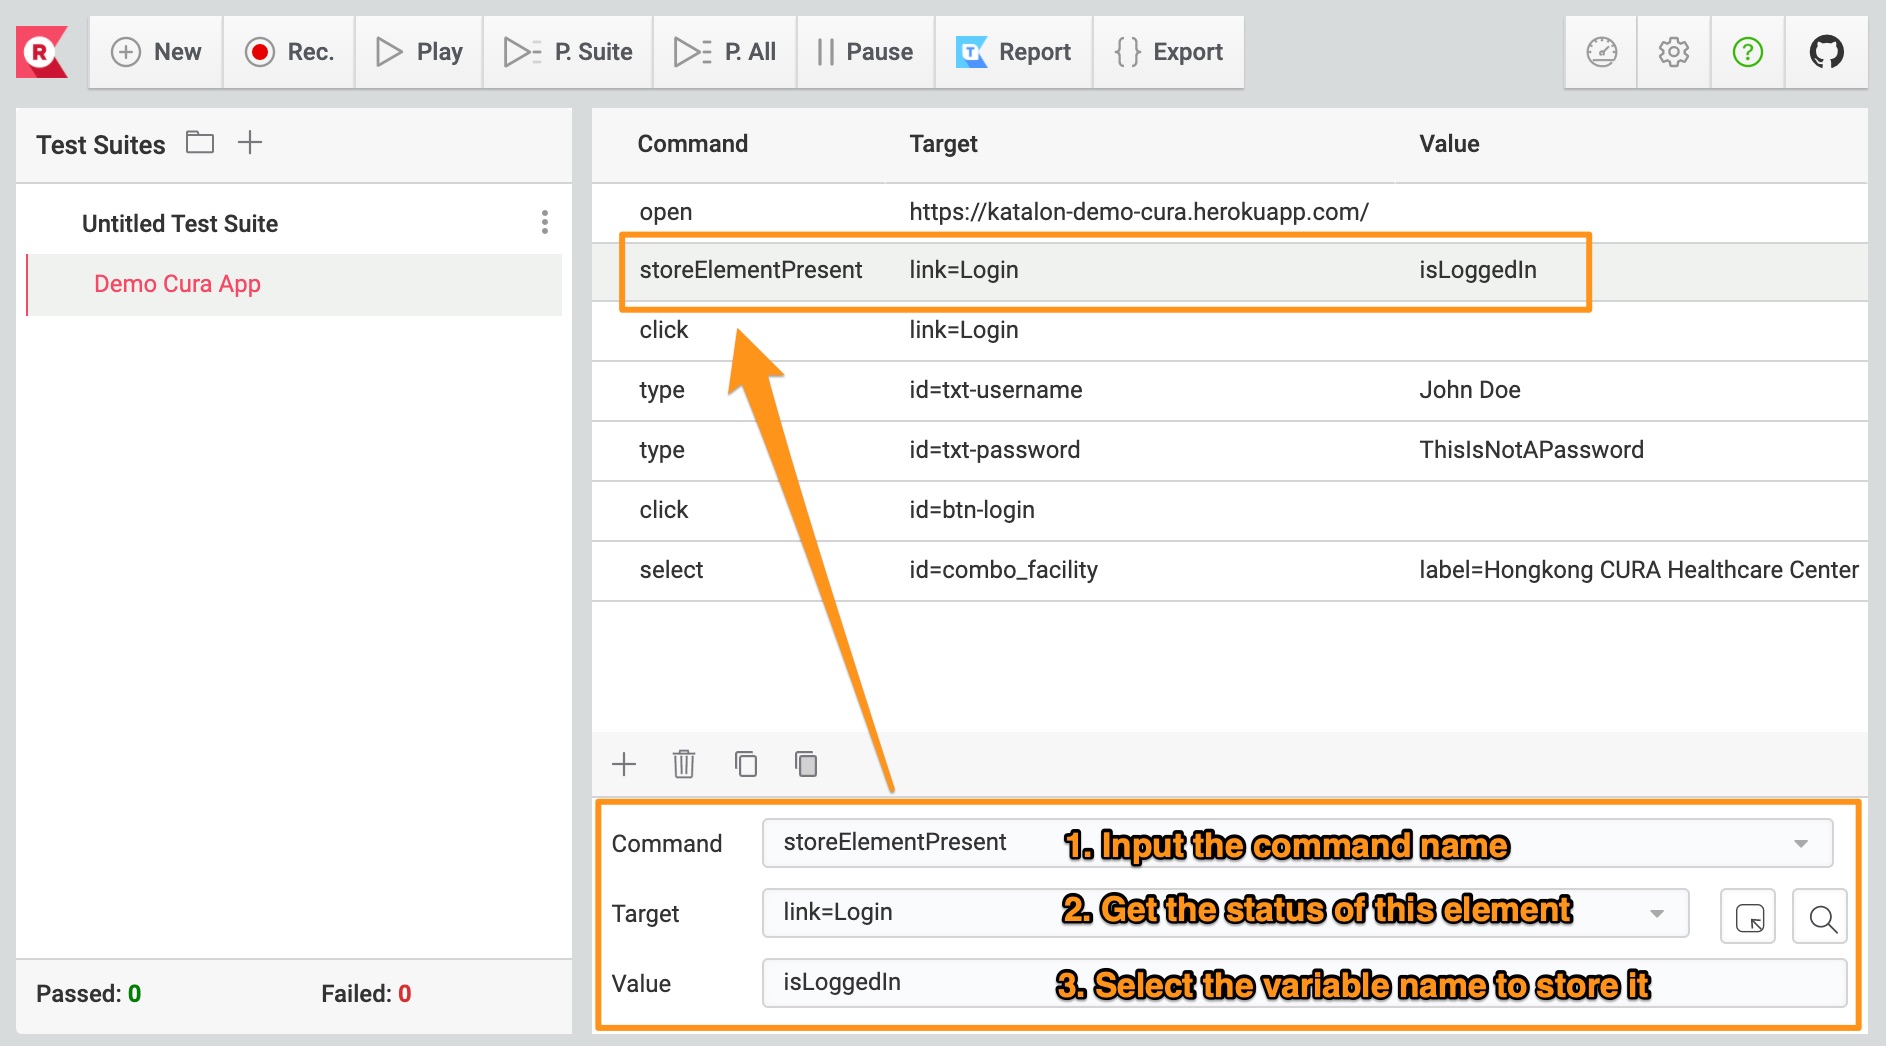 R New Rec. Play P. Suite P. All Pause T Report {} Export ?
Test Suites
Untitled Test Suite
Demo Cura App
Passed: 0 Failed: 0
Command Target Value
open https://katalon-demo-cura.herokuapp.com/
storeElementPresent link=Login isLoggedIn
click link=Login
type id=txt-username John Doe
type id=txt-password ThisIsNotAPassword
click id=btn-login
select id=combo_facility label=Hongkong CURA Healthcare Center
Command storeElementPresent 1. Input the command name
Target link=Login 2. Get the status of this element
Value isLoggedIn 3. Select the variable name to store it